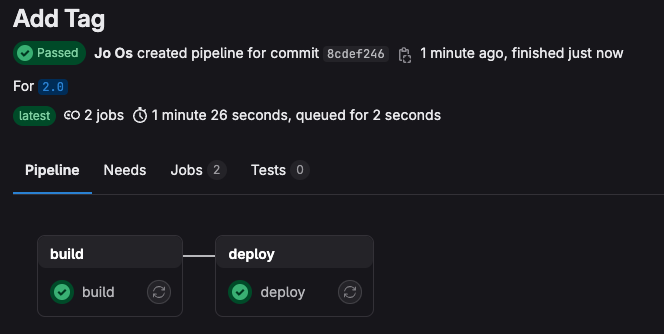 Add Tag
Passed Jo Os created pipeline for commit 8cdef246 1 minute ago, finished just now
For 2.0
latest 2 jobs 1 minute 26 seconds, queued for 2 seconds
Pipeline Needs Jobs 2 Tests 0
build deploy
build deploy